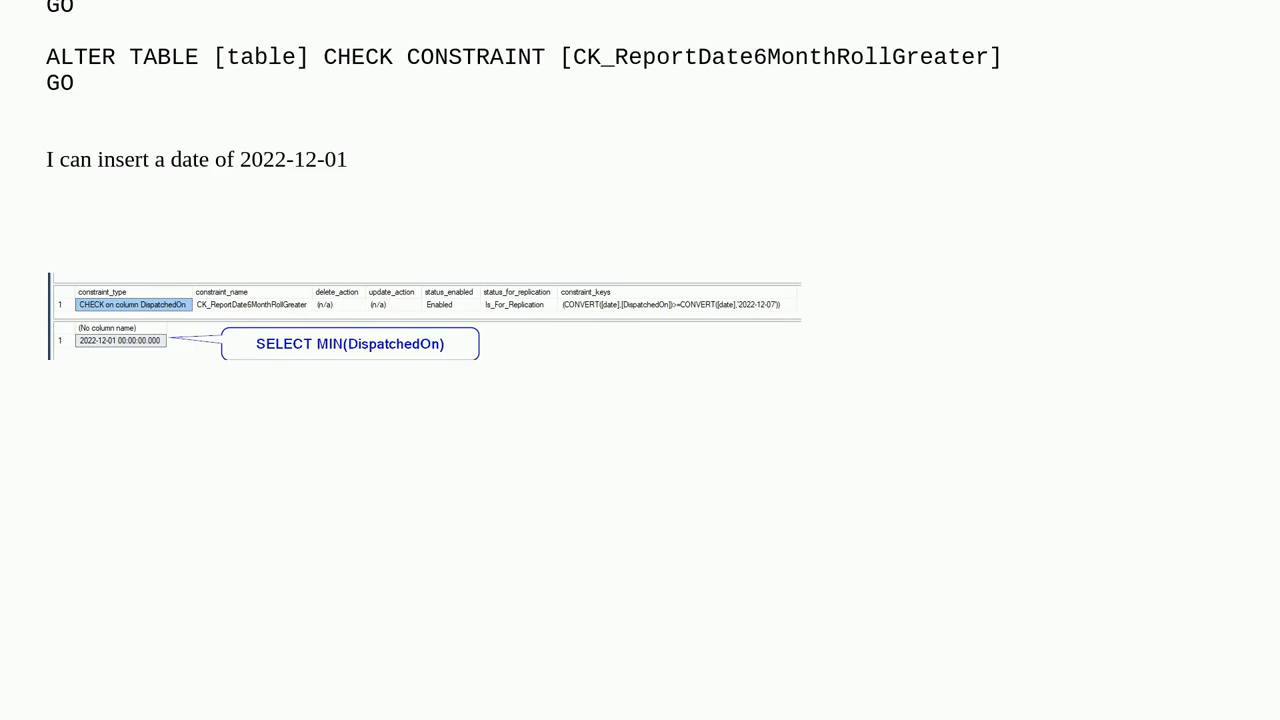 GO
ALTER TABLE [table] CHECK CONSTRAINT [CK_ReportDate6MonthRollGreater]
GO
I can insert a date of 2022-12-01
constraint_type constraint_name delete_action update_action status_enabled status_for_replication constraint_keys
1 CHECK on column DispatchedOn CK_ReportDate6MonthRollGreater (n/a) (n/a) Enabled Is_For_Replication (CONVERT([date],[DispatchedOn])>=CONVERT([date],'2022-12-07'))
(No column name)
1 2022-12-01 00:00:00.000 SELECT MIN(DispatchedOn)